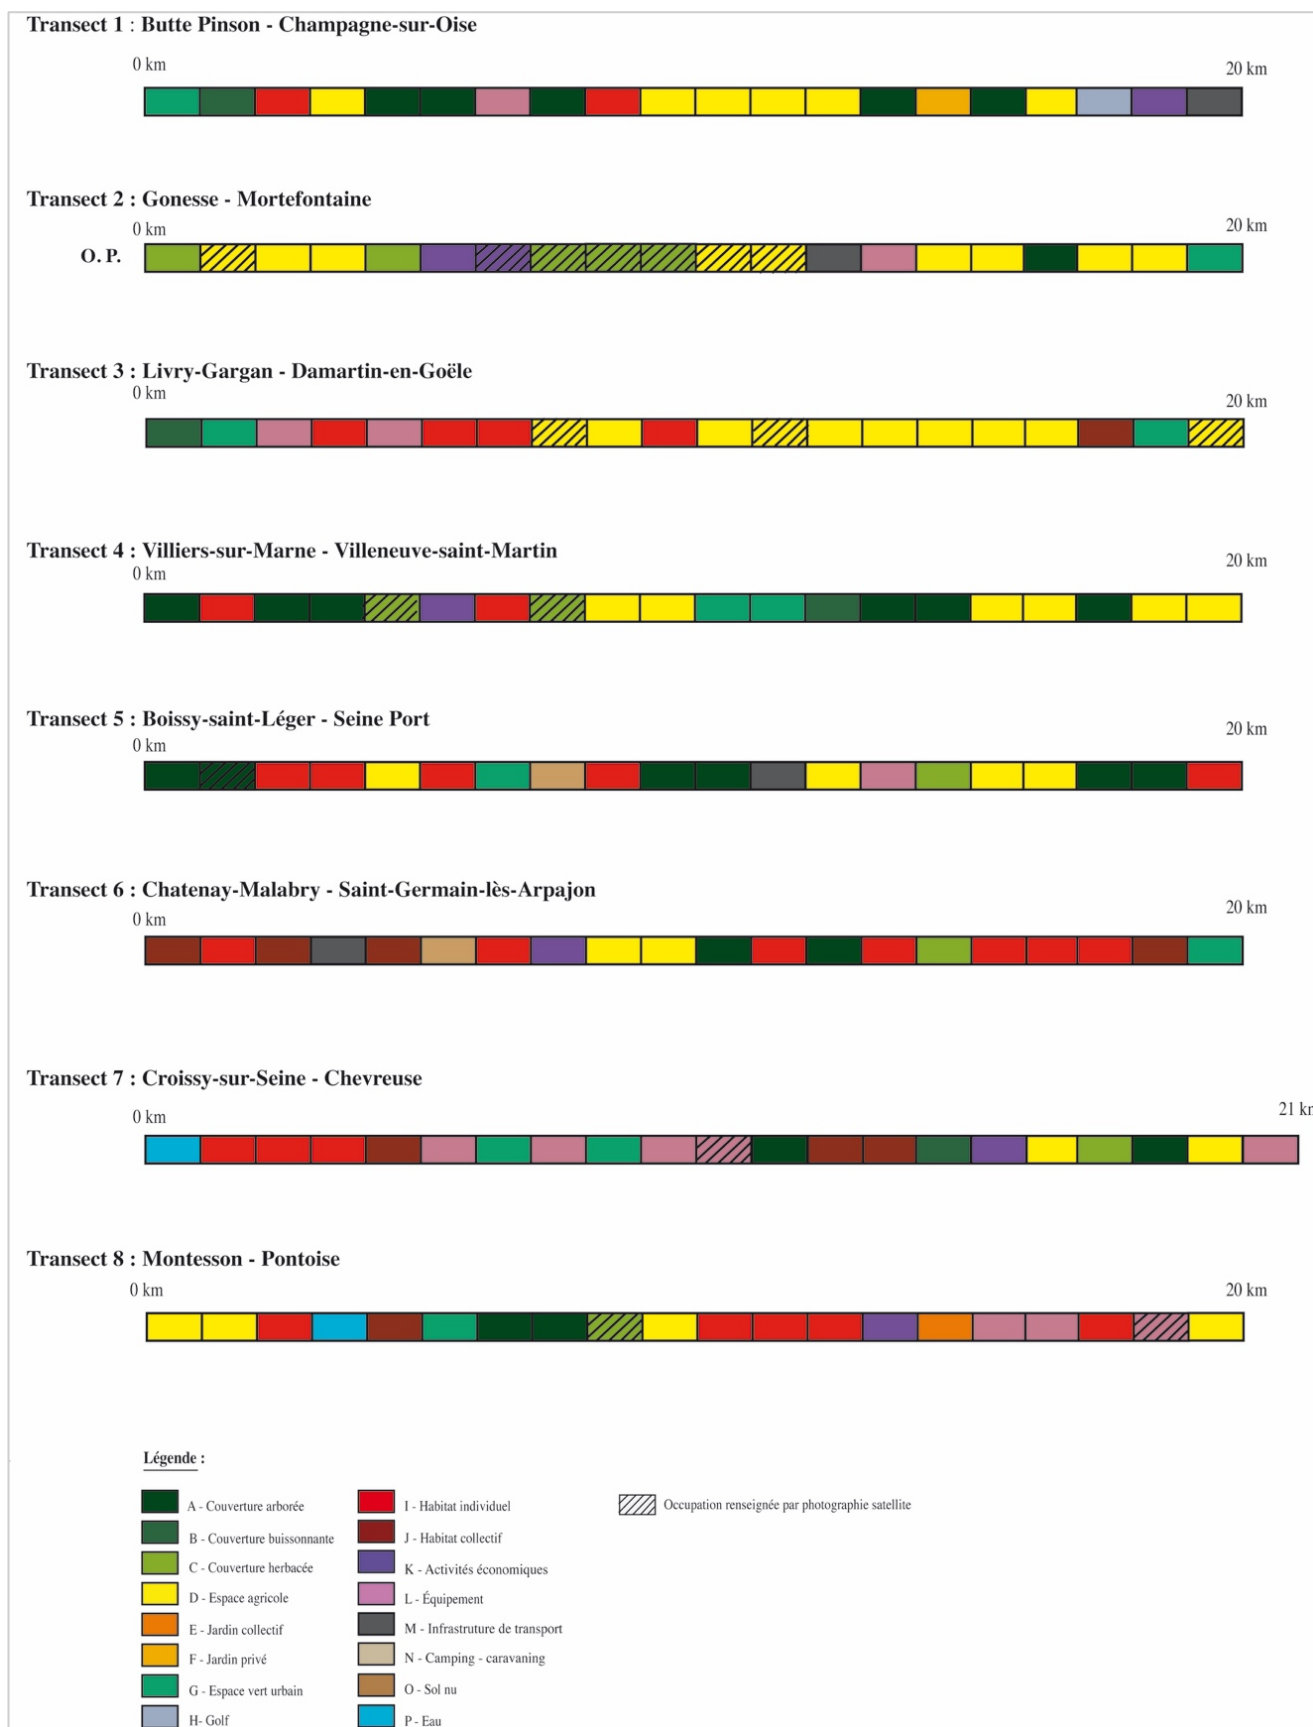 Transect 1 : Butte Pinson - Champagne-sur-Oise
0 km
20 km
Transect 2 : Gonesse - Mortefontaine
0 km
20 km
O. P.
Transect 3 : Livry-Gargan - Damartin-en-Goële
0 km
20 km
Transect 4 : Villiers-sur-Marne - Villeneuve-saint-Martin
0 km
20 km
Transect 5 : Boissy-saint-Léger - Seine Port
0 km
20 km
Transect 6 : Chatenay-Malabry - Saint-Germain-lès-Arpajon
0 km
20 km
Transect 7 : Croissy-sur-Seine - Chevreuse
0 km
21 km
Transect 8 : Montesson - Pontoise
0 km
20 km
Légende :
A - Couverture arborée
B - Couverture buissonnante
C - Couverture herbacée
D - Espace agricole
E - Jardin collectif
F - Jardin privé
G - Espace vert urbain
H- Golf
I - Habitat individuel
J - Habitat collectif
K - Activités économiques
L - Équipement
M - Infrastruture de transport
N - Camping - caravaning
O - Sol nu
P - Eau
Occupation renseignée par photographie satellite